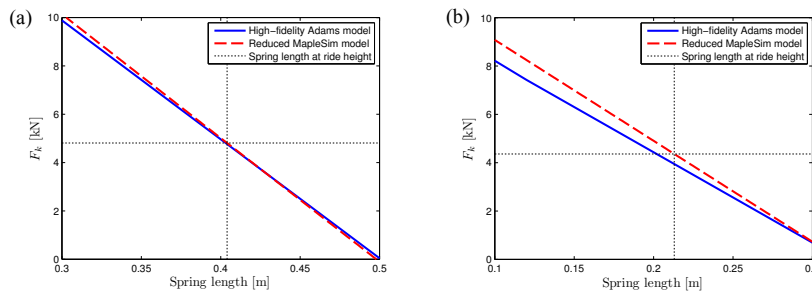 (a)
10
8
6
4
2
0
0.3
0.35
0.4
0.45
0.5
F_k [kN]
Spring length [m]
High-fidelity Adams model
Reduced MapleSim model
Spring length at ride height
(b)
10
8
6
4
2
0
0.1
0.15
0.2
0.25
0.3
F_k [kN]
Spring length [m]
High-fidelity Adams model
Reduced MapleSim model
Spring length at ride height